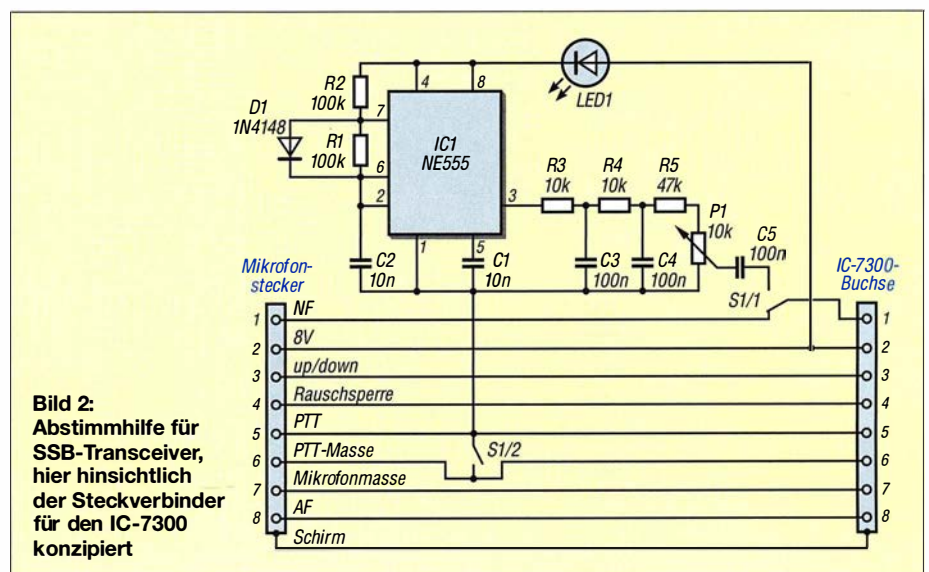 R2
100k
D1
1N4148
R1
100k
4
8
7
6
2
3
1
5
IC1
NE555
LED1
R3
10k
R4
10k
R5
47k
P1
10k
C5
100n
C2
10n
C1
10n
C3
100n
C4
100n
S1/1
Mikrofon-
stecker
IC-7300-
Buchse
1 NF 1
2 8V 2
3 up/down 3
4 Rauschsperre 4
5 PTT 5
S1/2
6 PTT-Masse 6
7 Mikrofonmasse 7
8 AF 8
Schirm
Bild 2:
Abstimmhilfe für
SSB-Transceiver,
hier hinsichtlich
der Steckverbinder
für den IC-7300
konzipiert